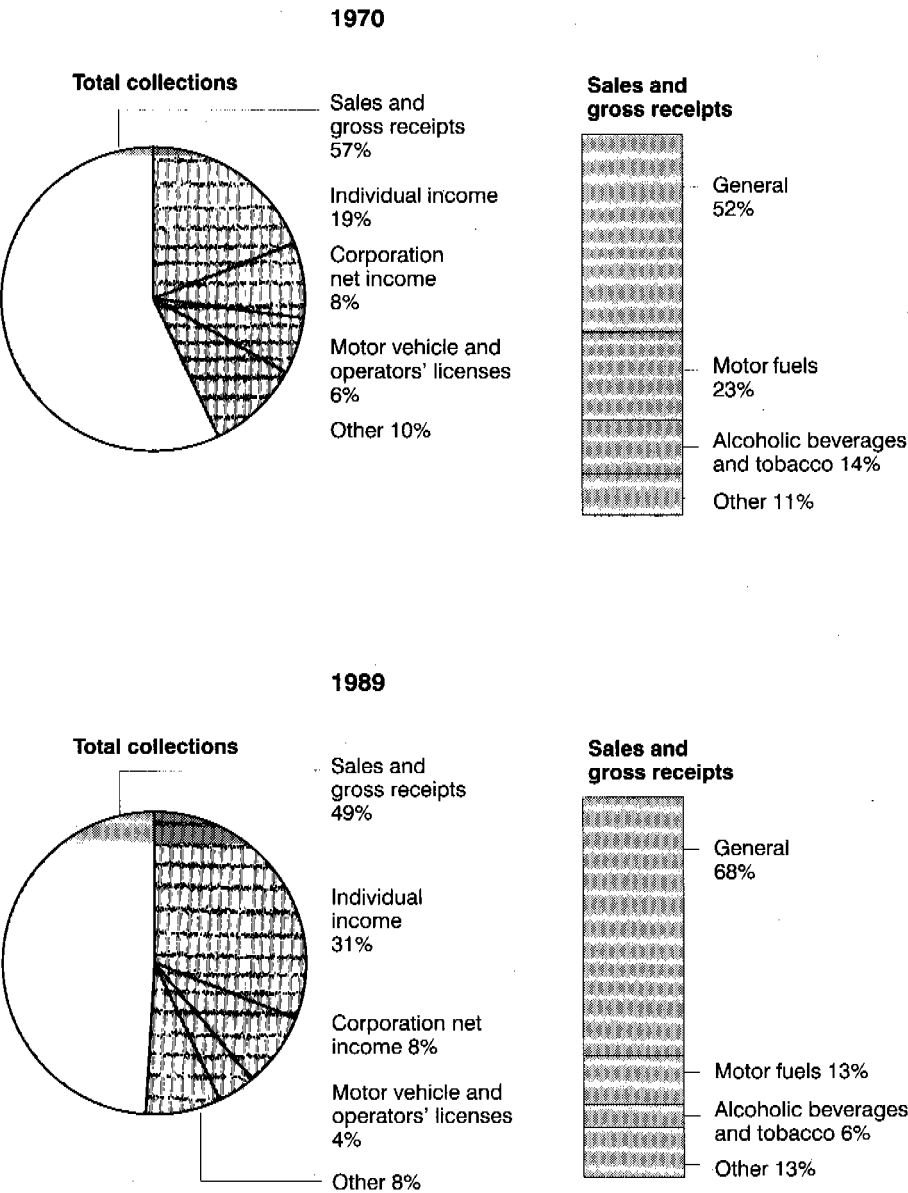 1970
Total collections
Sales and
gross receipts
57%
Individual income
19%
Corporation
net income
8%
Motor vehicle and
operators' licenses
6%
Other 10%
Sales and
gross receipts
General
52%
Motor fuels
23%
Alcoholic beverages
and tobacco 14%
Other 11%
1989
Total collections
Sales and
gross receipts
49%
Individual
income
31%
Corporation net
income 8%
Motor vehicle and
operators' licenses
4%
Other 8%
Sales and
gross receipts
General
68%
Motor fuels 13%
Alcoholic beverages
and tobacco 6%
Other 13%